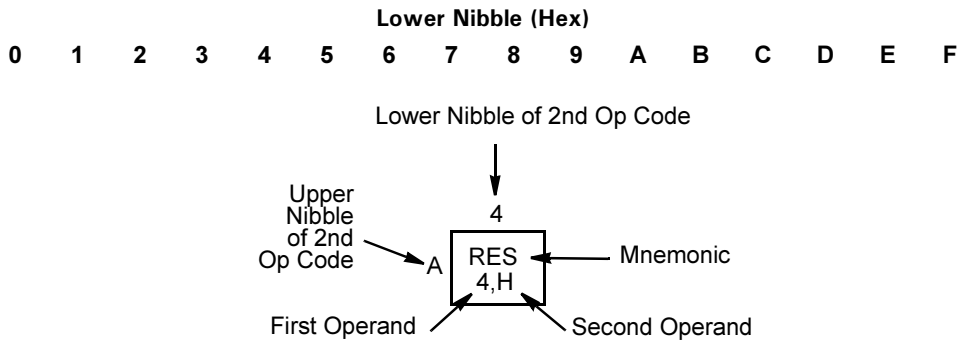 Lower Nibble (Hex)
0 1 2 3 4 5 6 7 8 9 A B C D E F
Lower Nibble of 2nd Op Code
Upper
Nibble
of 2nd
Op Code
4
A
RES
4,H
Mnemonic
First Operand
Second Operand